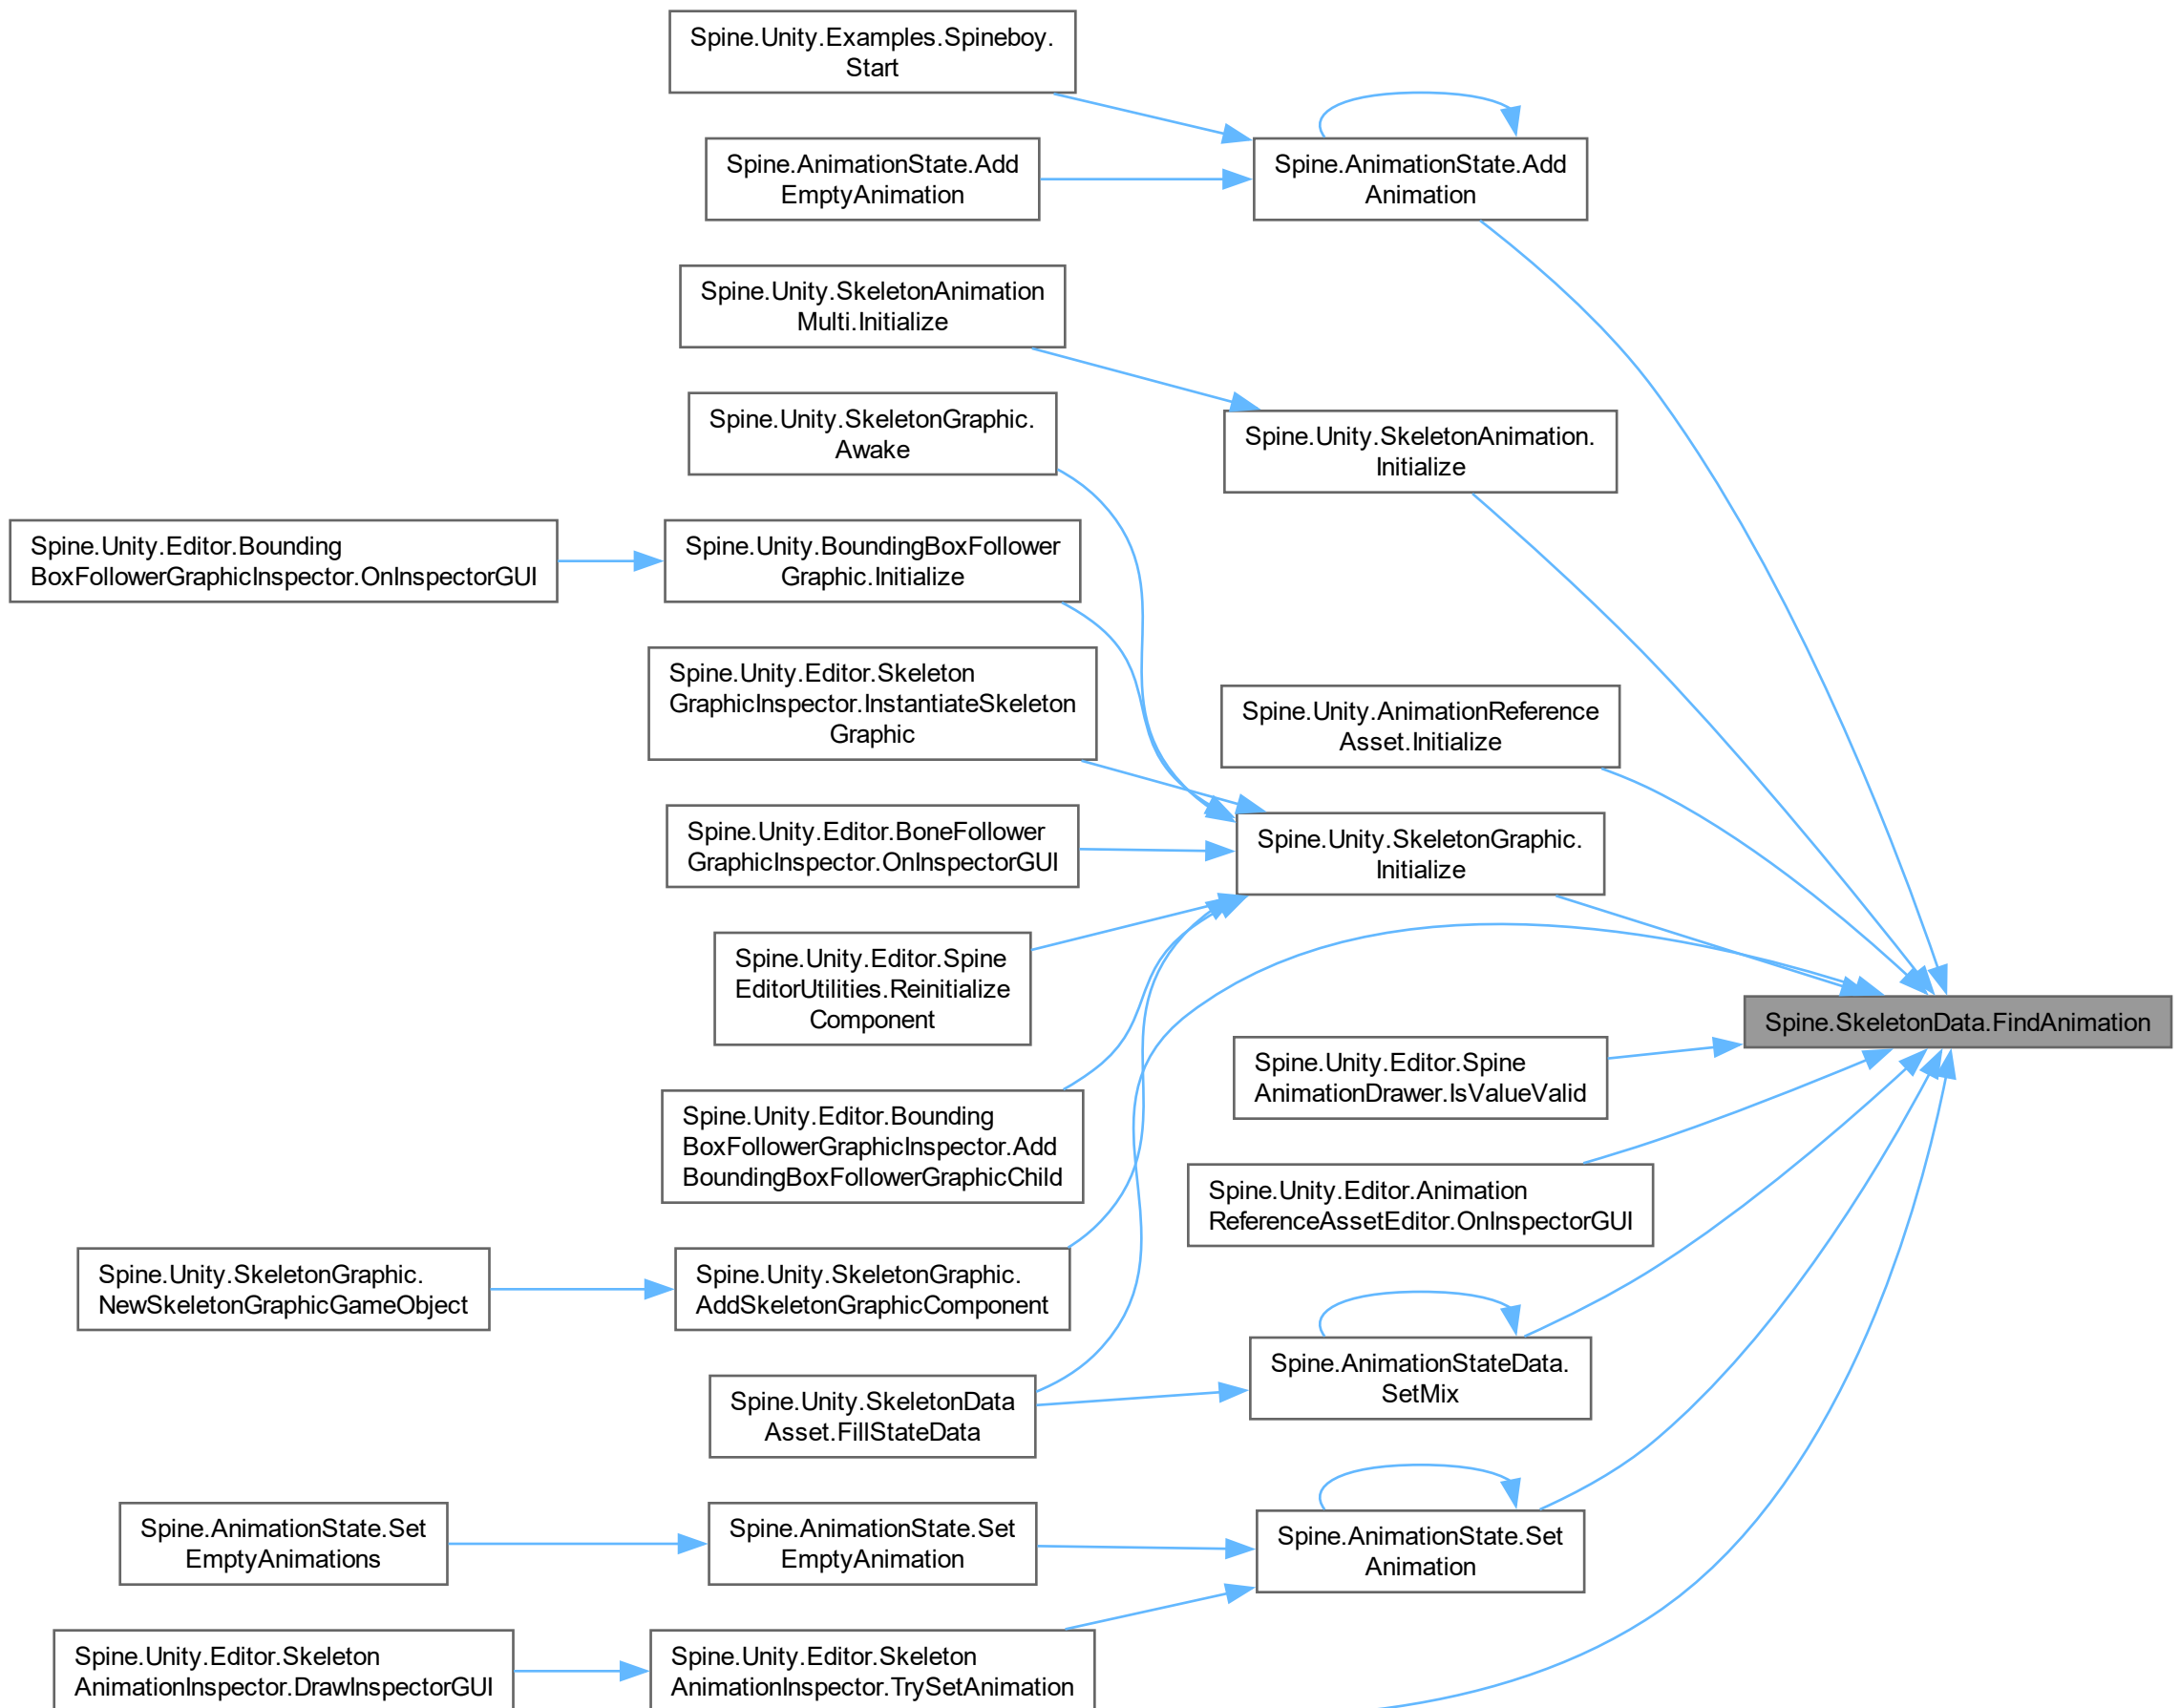 Spine.Unity.Examples.Spineboy.
Start
Spine.AnimationState.Add
EmptyAnimation
Spine.AnimationState.Add
Animation
Spine.Unity.SkeletonAnimation
Multi.Initialize
Spine.Unity.SkeletonGraphic.
Awake
Spine.Unity.SkeletonAnimation.
Initialize
Spine.Unity.Editor.Bounding
BoxFollowerGraphicInspector.OnInspectorGUI
Spine.Unity.BoundingBoxFollower
Graphic.Initialize
Spine.Unity.Editor.Skeleton
GraphicInspector.InstantiateSkeleton
Graphic
Spine.Unity.AnimationReference
Asset.Initialize
Spine.Unity.Editor.BoneFollower
GraphicInspector.OnInspectorGUI
Spine.Unity.SkeletonGraphic.
Initialize
Spine.Unity.Editor.Spine
EditorUtilities.Reinitialize
Component
Spine.SkeletonData.FindAnimation
Spine.Unity.Editor.Spine
AnimationDrawer.IsValueValid
Spine.Unity.Editor.Bounding
BoxFollowerGraphicInspector.Add
BoundingBoxFollowerGraphicChild
Spine.Unity.Editor.Animation
ReferenceAssetEditor.OnInspectorGUI
Spine.Unity.SkeletonGraphic.
NewSkeletonGraphicGameObject
Spine.Unity.SkeletonGraphic.
AddSkeletonGraphicComponent
Spine.AnimationStateData.
SetMix
Spine.Unity.SkeletonData
Asset.FillStateData
Spine.AnimationState.Set
EmptyAnimations
Spine.AnimationState.Set
EmptyAnimation
Spine.AnimationState.Set
Animation
Spine.Unity.Editor.Skeleton
AnimationInspector.DrawInspectorGUI
Spine.Unity.Editor.Skeleton
AnimationInspector.TrySetAnimation